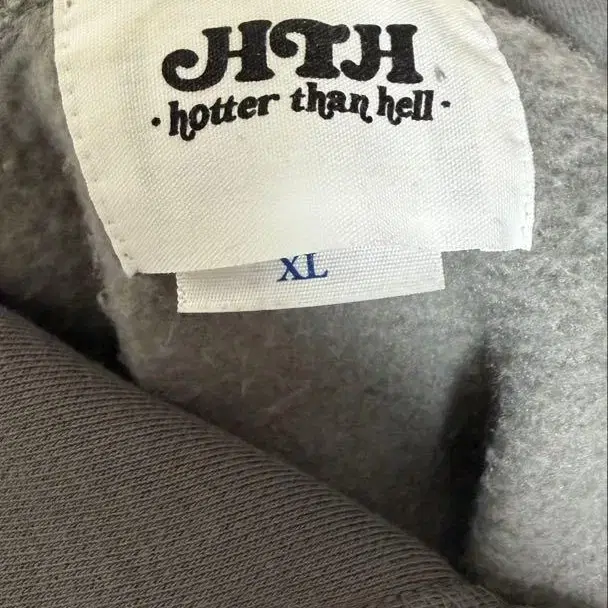 HTH
• hotter than hell •
XL